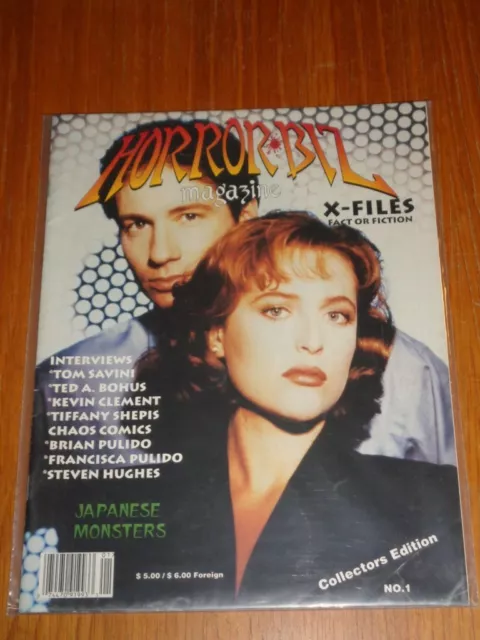 HORROR BIZ
magazine
X-FILES
FACT OR FICTION
INTERVIEWS
*TOM SAVINI
*TED A. BOHUS
*KEVIN CLEMENT
*TIFFANY SHEPIS
CHAOS COMICS
*BRIAN PULIDO
*FRANCISCA PULIDO
*STEVEN HUGHES
JAPANESE
MONSTERS
$ 5.00 / $ 6.00 Foreign
Collectors Edition
NO.1
07